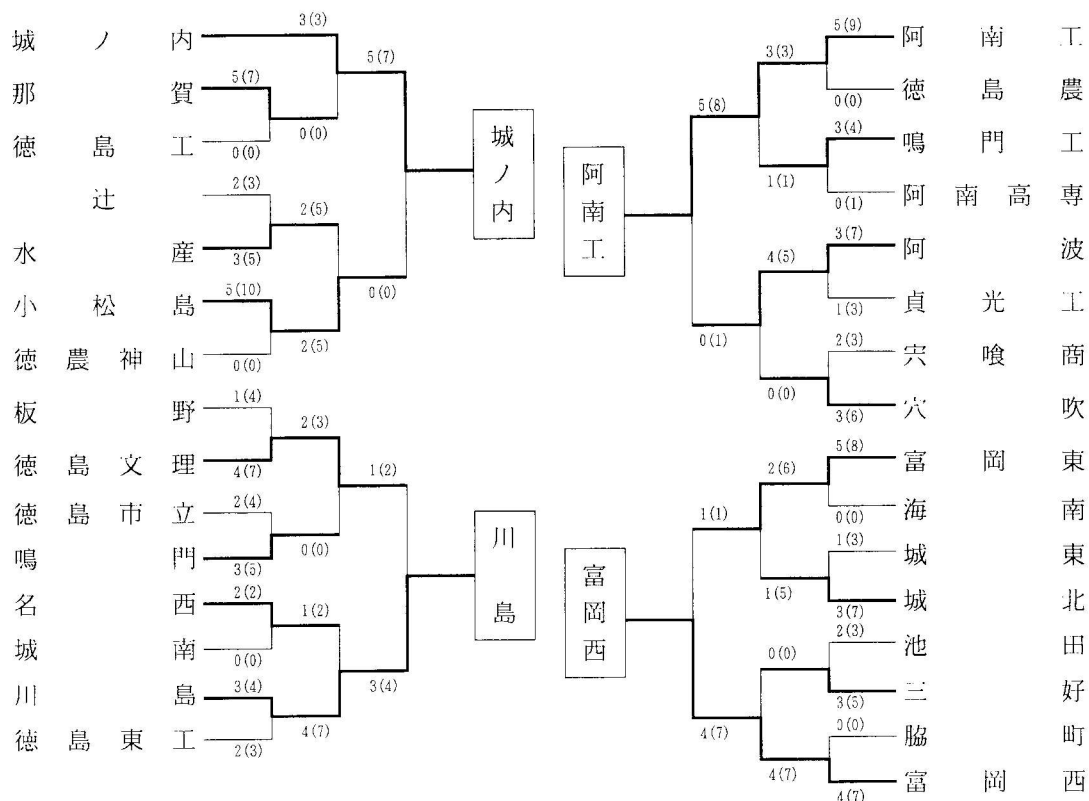 3(3)
城ノ内
5(7)
5(7)
那賀
0(0)
徳島工
0(0)
2(3)
辻
2(5)
水産
3(5)
0(0)
5(10)
小松島
2(5)
徳農神山
0(0)
城ノ内
1(4)
板野
2(3)
徳島文理
4(7)
1(2)
2(4)
徳島市立
0(0)
鳴門
3(5)
2(2)
名西
1(2)
城南
0(0)
3(4)
3(4)
川島
4(7)
徳島東工
2(3)
川島
5(9)
阿南工
3(3)
徳島農
0(0)
5(8)
3(4)
鳴門工
1(1)
阿南高専
0(1)
阿南工
3(7)
阿波
4(5)
貞光工
1(3)
0(1)
2(3)
宍喰商
0(0)
穴吹
3(6)
5(8)
富岡東
2(6)
海南
0(0)
1(1)
1(3)
城東
1(5)
城北
3(7)
富岡西
2(3)
池田
0(0)
三好
3(5)
4(7)
0(0)
脇町
4(7)
富岡西
4(7)